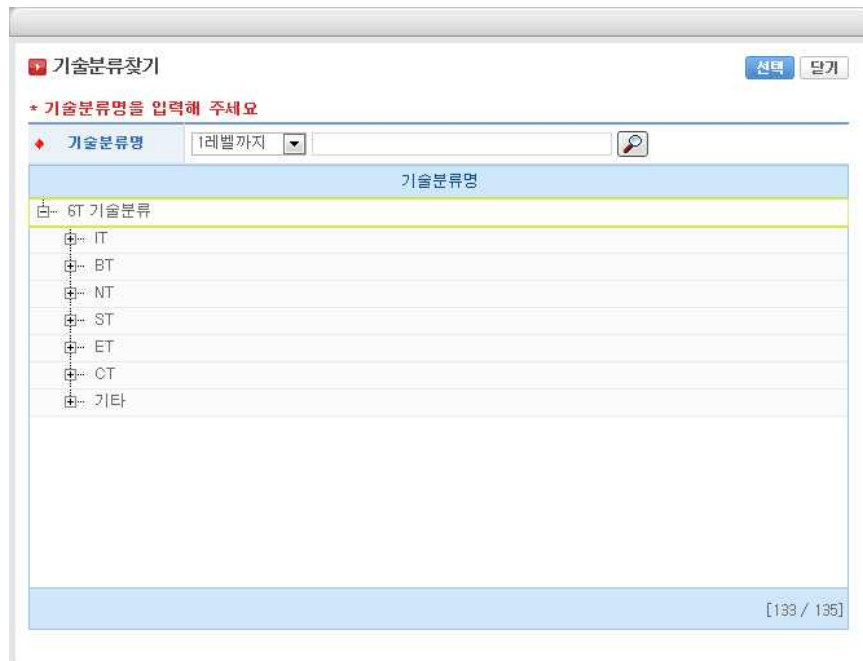 기술분류찾기
선택 닫기
* 기술분류명을 입력해 주세요
기술분류명 1레벨까지
기술분류명
6T 기술분류
IT
BT
NT
ST
ET
CT
기타
[133 / 135]